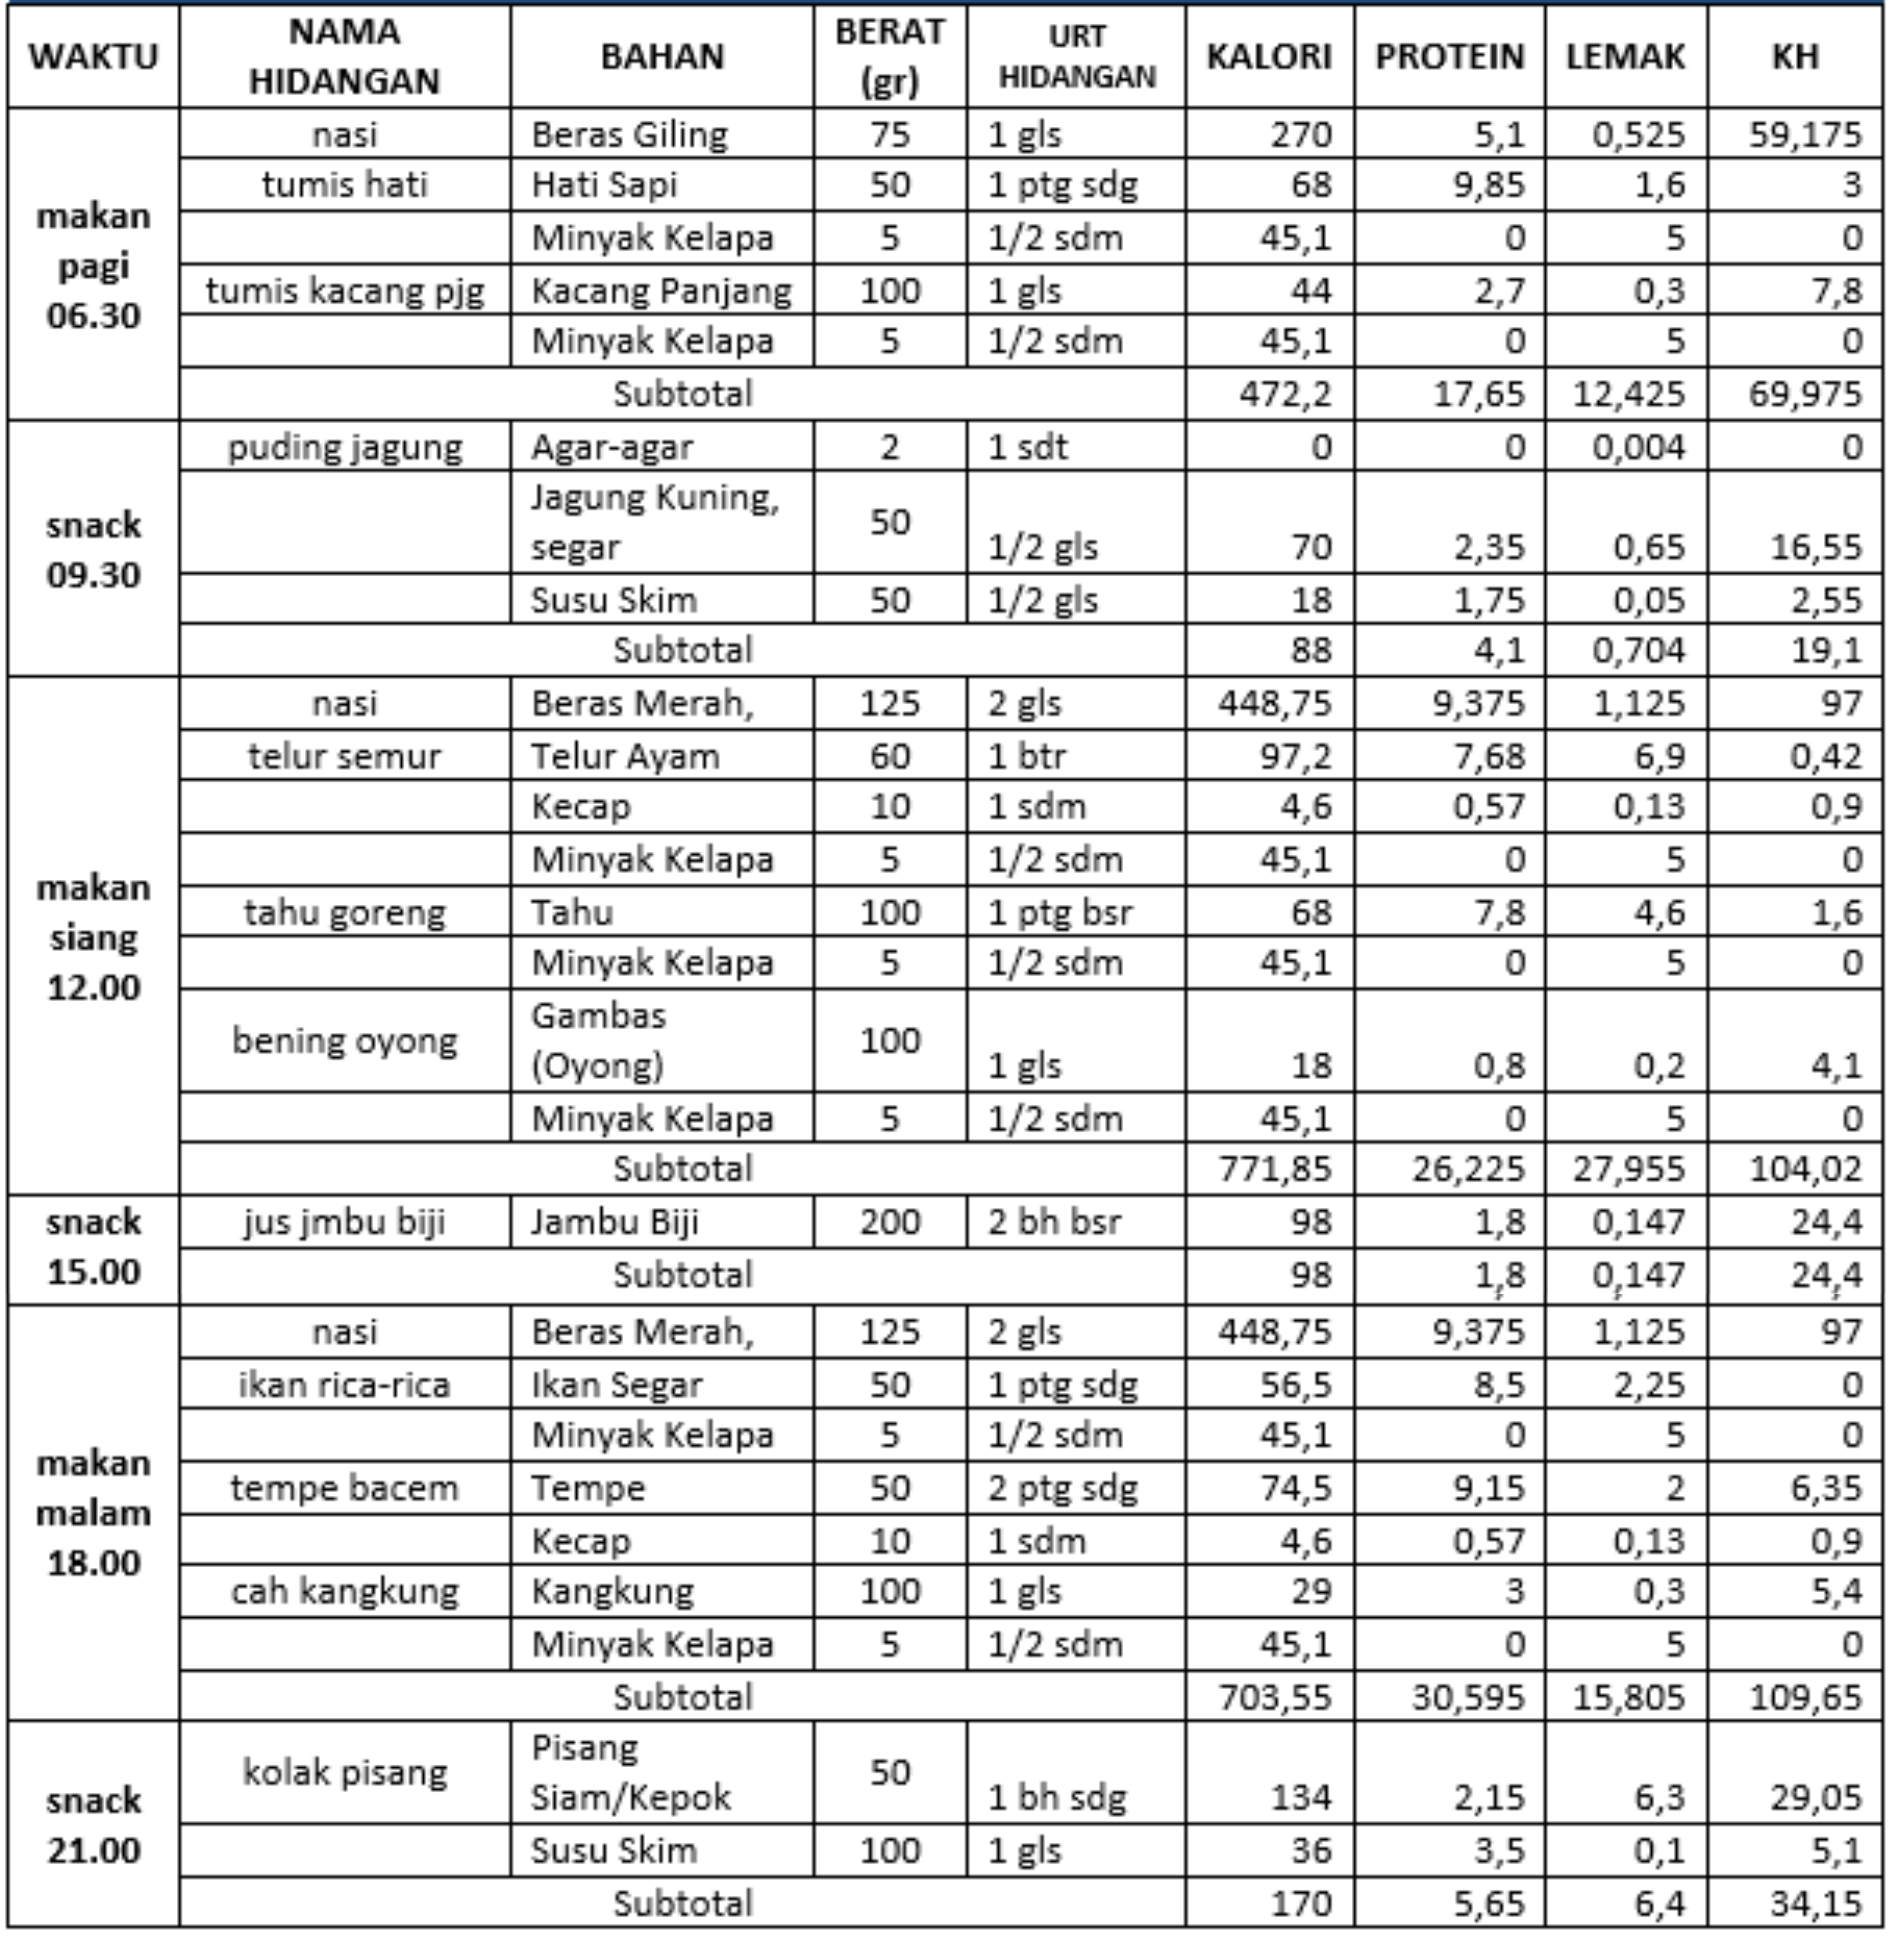 WAKTU NAMA HIDANGAN BAHAN BERAT (gr) URT HIDANGAN KALORI PROTEIN LEMAK KH
makan pagi 06.30
nasi Beras Giling 75 1 gls 270 5,1 0,525 59,175
tumis hati Hati Sapi 50 1 ptg sdg 68 9,85 1,6 3
Minyak Kelapa 5 1/2 sdm 45,1 0 5 0
tumis kacang pjg Kacang Panjang 100 1 gls 44 2,7 0,3 7,8
Minyak Kelapa 5 1/2 sdm 45,1 0 5 0
Subtotal 472,2 17,65 12,425 69,975
snack 09.30
puding jagung Agar-agar 2 1 sdt 0 0 0,004 0
Jagung Kuning, segar 50 1/2 gls 70 2,35 0,65 16,55
Susu Skim 50 1/2 gls 18 1,75 0,05 2,55
Subtotal 88 4,1 0,704 19,1
makan siang 12.00
nasi Beras Merah, 125 2 gls 448,75 9,375 1,125 97
telur semur Telur Ayam 60 1 btr 97,2 7,68 6,9 0,42
Kecap 10 1 sdm 4,6 0,57 0,13 0,9
Minyak Kelapa 5 1/2 sdm 45,1 0 5 0
tahu goreng Tahu 100 1 ptg bsr 68 7,8 4,6 1,6
Minyak Kelapa 5 1/2 sdm 45,1 0 5 0
bening oyong Gambas (Oyong) 100 1 gls 18 0,8 0,2 4,1
Minyak Kelapa 5 1/2 sdm 45,1 0 5 0
Subtotal 771,85 26,225 27,955 104,02
snack 15.00
jus jmbu biji Jambu Biji 200 2 bh bsr 98 1,8 0,147 24,4
Subtotal 98 1,8 0,147 24,4
makan malam 18.00
nasi Beras Merah, 125 2 gls 448,75 9,375 1,125 97
ikan rica-rica Ikan Segar 50 1 ptg sdg 56,5 8,5 2,25 0
Minyak Kelapa 5 1/2 sdm 45,1 0 5 0
tempe bacem Tempe 50 2 ptg sdg 74,5 9,15 2 6,35
Kecap 10 1 sdm 4,6 0,57 0,13 0,9
cah kangkung Kangkung 100 1 gls 29 3 0,3 5,4
Minyak Kelapa 5 1/2 sdm 45,1 0 5 0
Subtotal 703,55 30,595 15,805 109,65
snack 21.00
kolak pisang Pisang Siam/Kepok 50 1 bh sdg 134 2,15 6,3 29,05
Susu Skim 100 1 gls 36 3,5 0,1 5,1
Subtotal 170 5,65 6,4 34,15